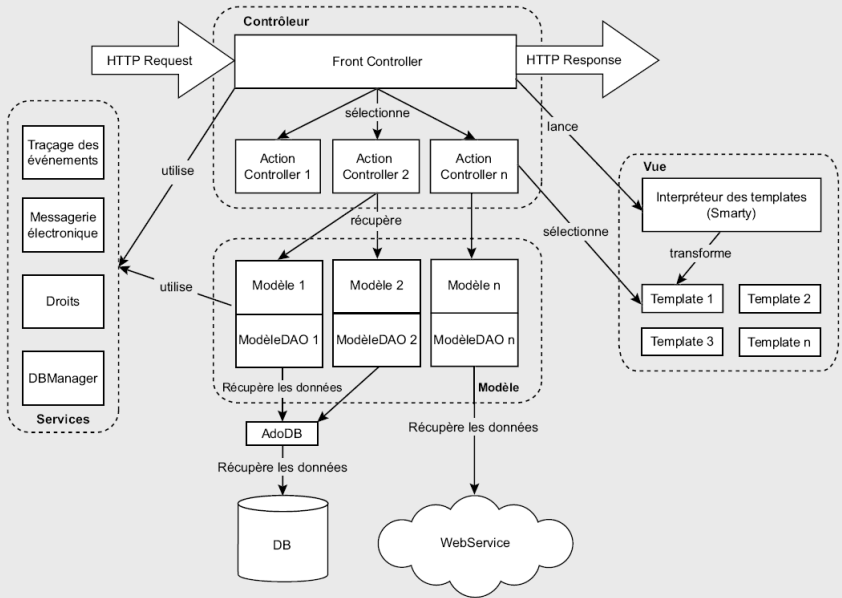 Contrôleur
HTTP Request
Front Controller
HTTP Response
sélectionne
lance
Traçage des
événements
utilise
Action
Controller 1
Action
Controller 2
Action
Controller n
Vue
Interpréteur des templates
(Smarty)
Messagerie
électronique
récupère
sélectionne
transforme
Droits
utilise
Modèle 1
Modèle 2
Modèle n
Template 1
Template 2
ModèleDAO 1
ModèleDAO 2
ModèleDAO n
Template 3
Template n
DBManager
Récupère les données
Modèle
Services
AdoDB
Récupère les données
Récupère les données
DB
WebService